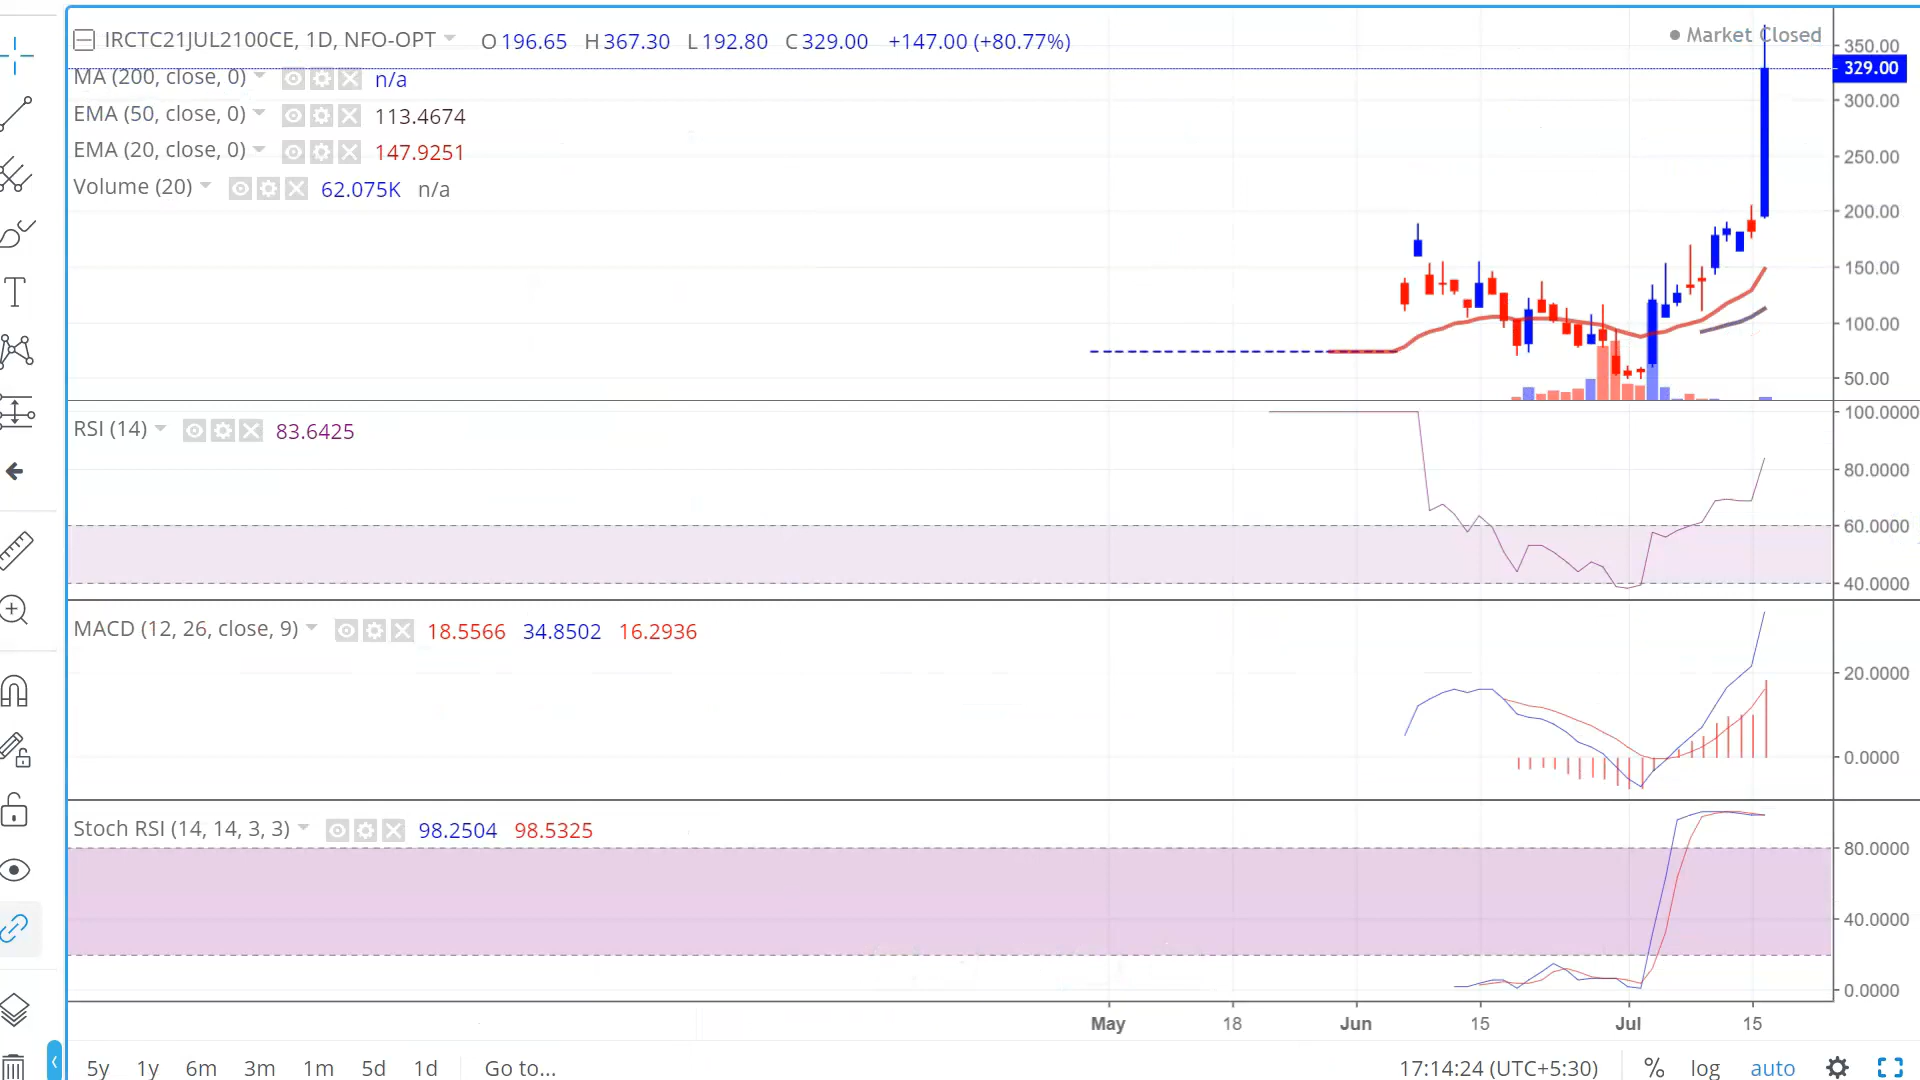 IRCTC21JUL2100CE, 1D, NFO-OPT O 196.65 H 367.30 L 192.80 C 329.00 +147.00 (+80.77%)
Market Closed
MA (200, close, 0) n/a
EMA (50, close, 0) 113.4674
EMA (20, close, 0) 147.9251
Volume (20) 62.075K n/a
350.00
329.00
300.00
250.00
200.00
150.00
100.00
50.00
RSI (14) 83.6425
100.0000
80.0000
60.0000
40.0000
MACD (12, 26, close, 9) 18.5566 34.8502 16.2936
20.0000
0.0000
Stoch RSI (14, 14, 3, 3) 98.2504 98.5325
80.0000
40.0000
0.0000
May 18 Jun 15 Jul 15
5y 1y 6m 3m 1m 5d 1d Go to... 17:14:24 (UTC+5:30) % log auto